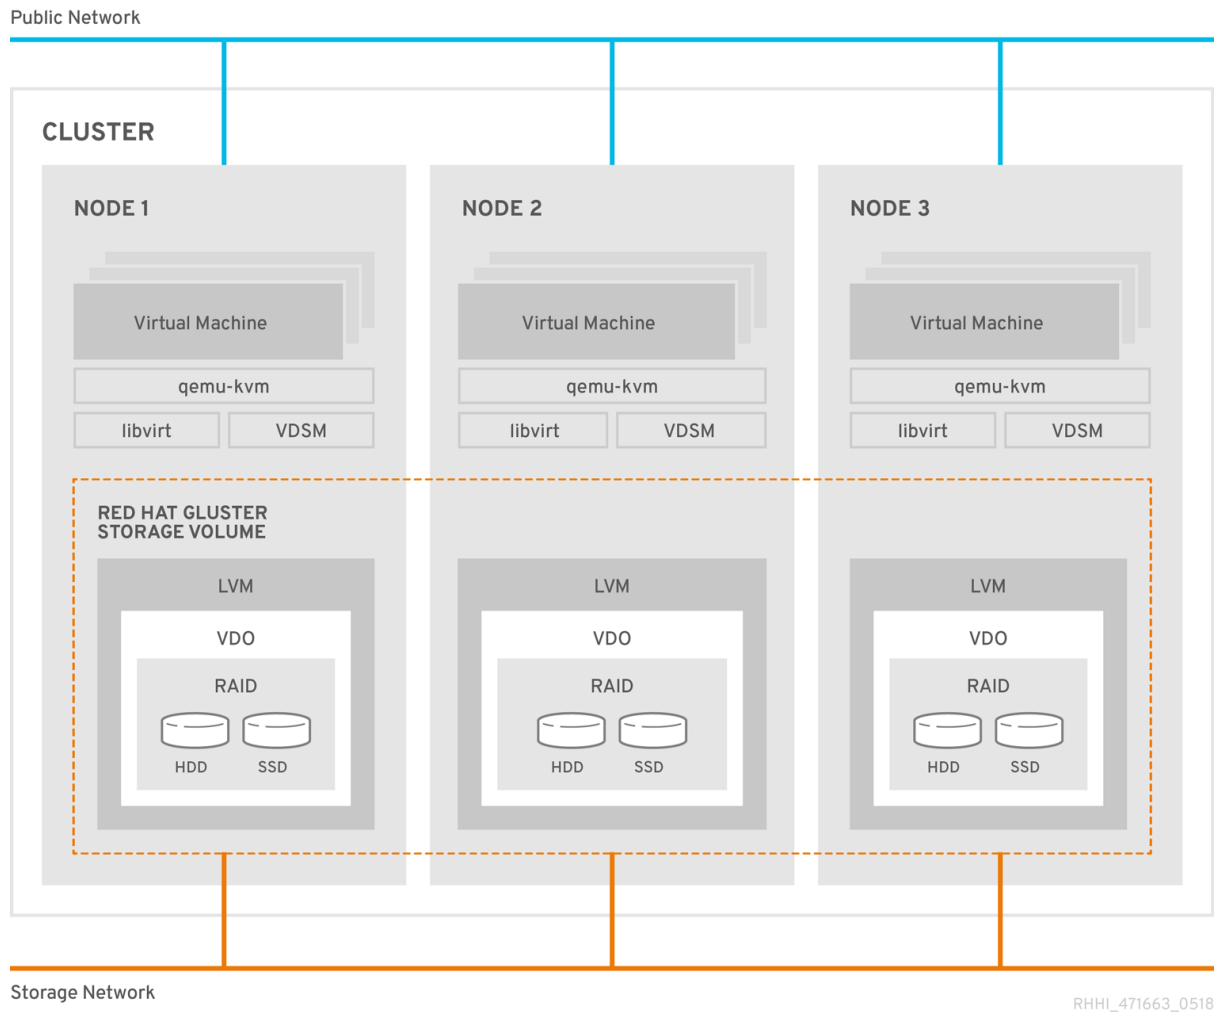 Public Network
CLUSTER
NODE 1
NODE 2
NODE 3
Virtual Machine
Virtual Machine
Virtual Machine
qemu-kvm
qemu-kvm
qemu-kvm
libvirt
VDSM
libvirt
VDSM
libvirt
VDSM
RED HAT GLUSTER
STORAGE VOLUME
LVM
LVM
LVM
VDO
VDO
VDO
RAID
RAID
RAID
HDD
SSD
HDD
SSD
HDD
SSD
Storage Network
RHHI_471663_0518